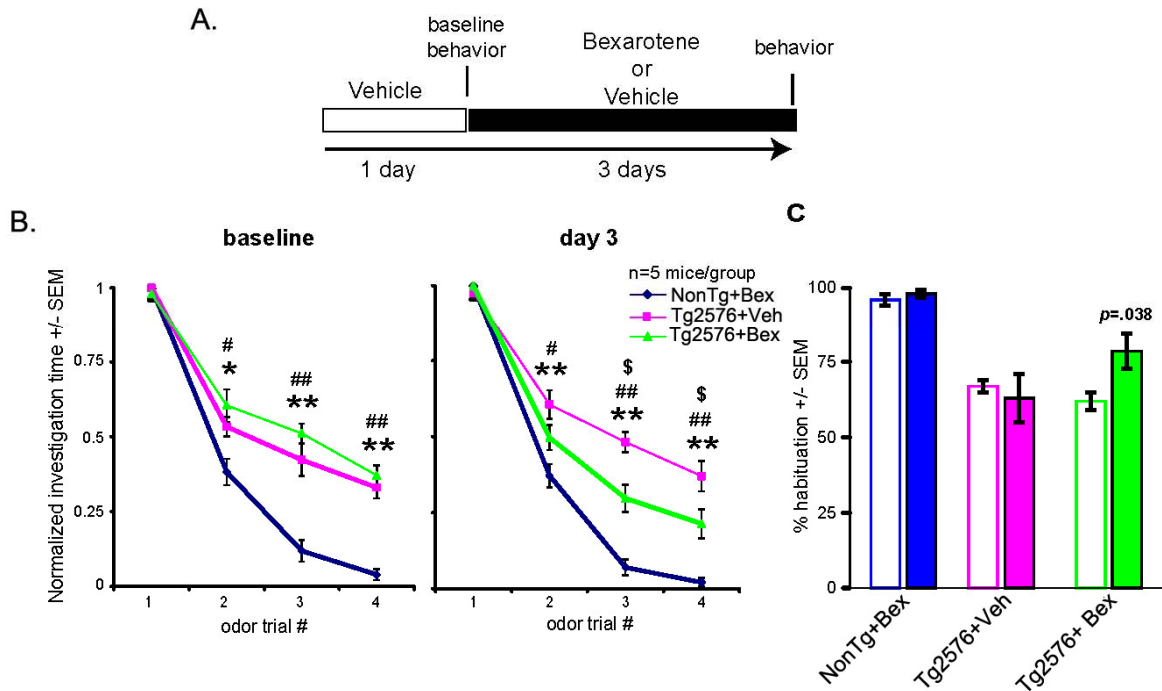 A.
baseline
behavior
Bexarotene
or
Vehicle
behavior
Vehicle
1 day
3 days
B.
baseline
Normalized investigation time +/- SEM
1
0.75
0.5
0.25
0
#
*
##
**
##
**
1
2
3
4
odor trial #
day 3
n=5 mice/group
NonTg+Bex
Tg2576+Veh
Tg2576+Bex
#
**
$
##
**
$
##
**
1
2
3
4
odor trial #
C
% habituation +/- SEM
100
75
50
25
0
p=.038
NonTg+Bex
Tg2576+Veh
Tg2576+ Bex